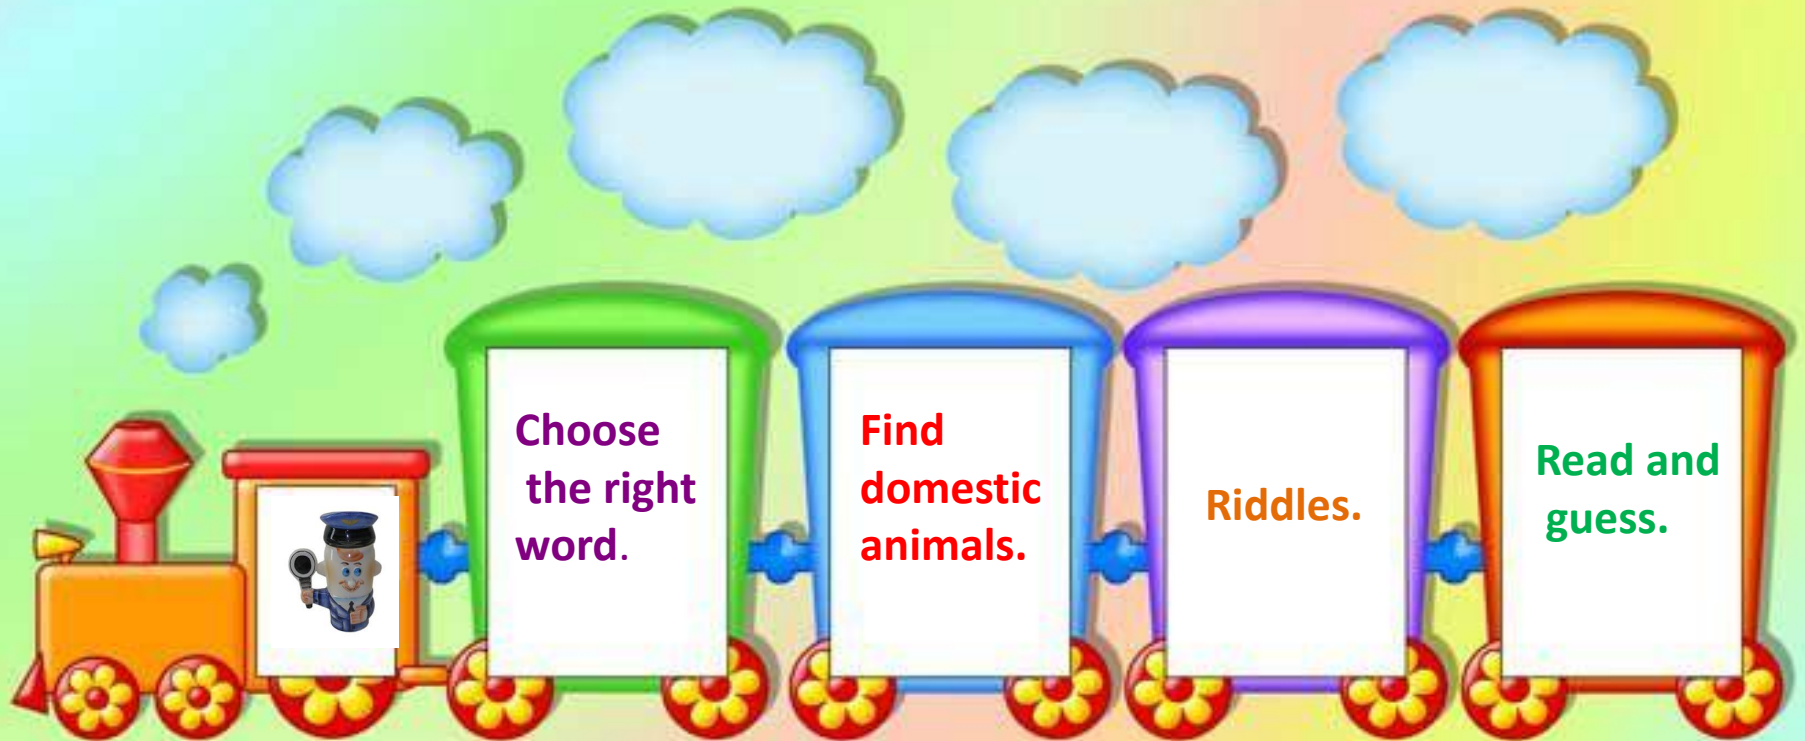 Choose
the right
word.
Find
domestic
animals.
Riddles.
Read and
guess.